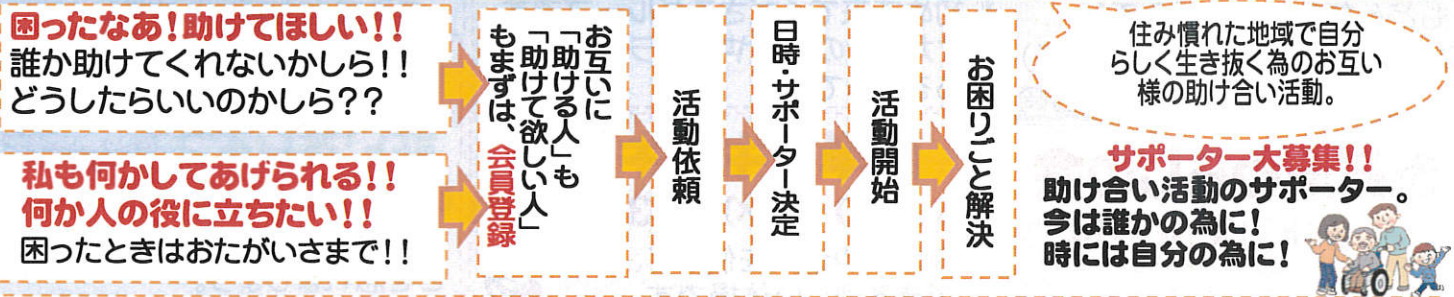 困ったなあ！助けてほしい！！
誰か助けてくれないかしら！！
どうしたらいいのかしら？？
私も何かしてあげられる！！
何か人の役に立ちたい！！
困ったときはおたがいさまで！！
お互いに
「助ける人」も
「助けて欲しい人」
もまずは、会員登録
活動依頼
日時・サポーター決定
活動開始
お困りごと解決
住み慣れた地域で自分
らしく生き抜く為のお互い
様の助け合い活動。
サポーター大募集！！
助け合い活動のサポーター。
今は誰かの為に！
時には自分の為に！